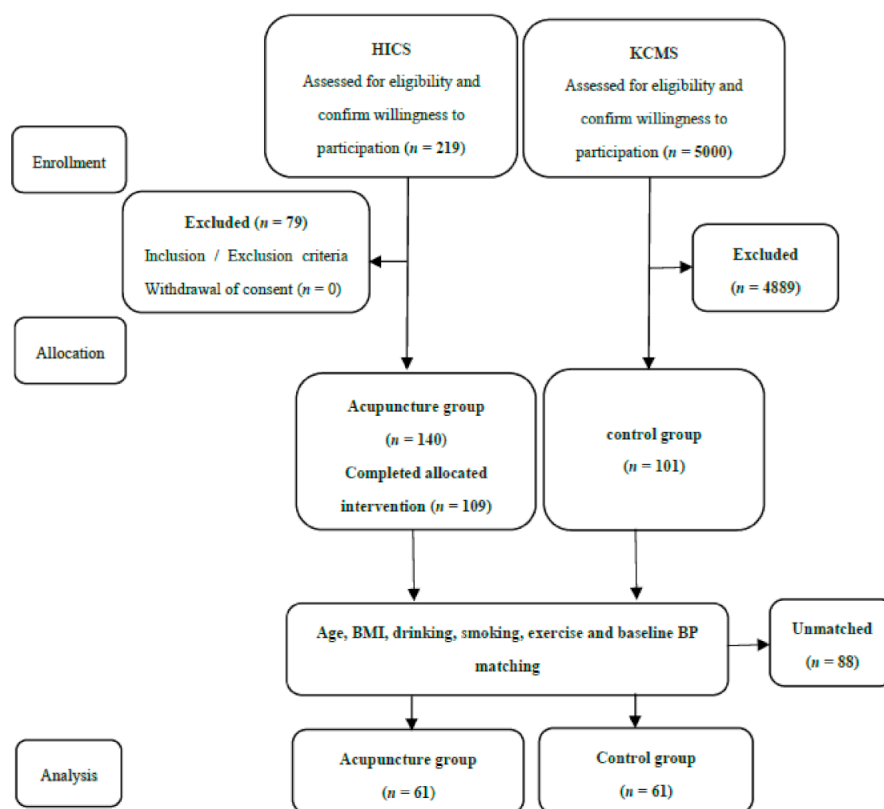 HICS
Assessed for eligibility and
confirm willingness to
participation (n = 219)
KCMS
Assessed for eligibility and
confirm willingness to
participation (n = 5000)
Enrollment
Excluded (n = 79)
Inclusion / Exclusion criteria
Withdrawal of consent (n = 0)
Excluded
(n = 4889)
Allocation
Acupuncture group
(n = 140)
Completed allocated
intervention (n = 109)
control group
(n = 101)
Age, BMI, drinking, smoking, exercise and baseline BP
matching
Unmatched
(n = 88)
Analysis
Acupuncture group
(n = 61)
Control group
(n = 61)